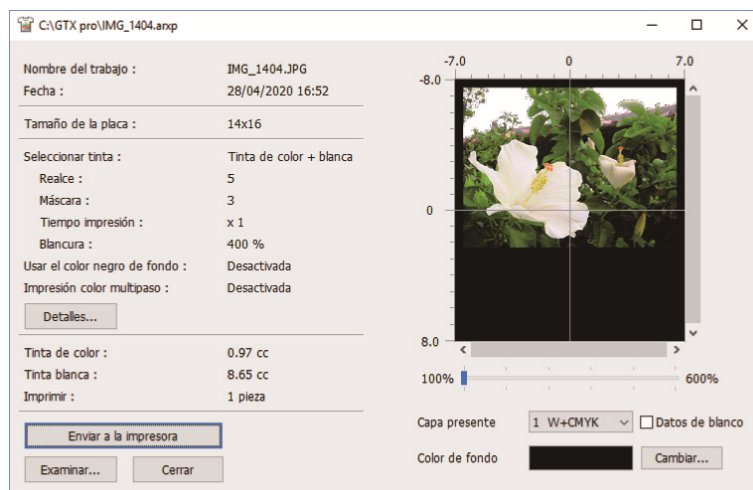 C:\GTX pro\IMG_1404.arxp
Nombre del trabajo : IMG_1404.JPG
Fecha : 28/04/2020 16:52
Tamaño de la placa : 14x16
Seleccionar tinta : Tinta de color + blanca
Realce : 5
Máscara : 3
Tiempo impresión : x 1
Blancura : 400 %
Usar el color negro de fondo : Desactivada
Impresión color multipaso : Desactivada
Detalles...
Tinta de color : 0.97 cc
Tinta blanca : 8.65 cc
Imprimir : 1 pieza
Enviar a la impresora
Examinar... Cerrar
-7.0 0 7.0
-8.0
0
8.0
100% 600%
Capa presente 1 W+CMYK Datos de blanco
Color de fondo Cambiar...